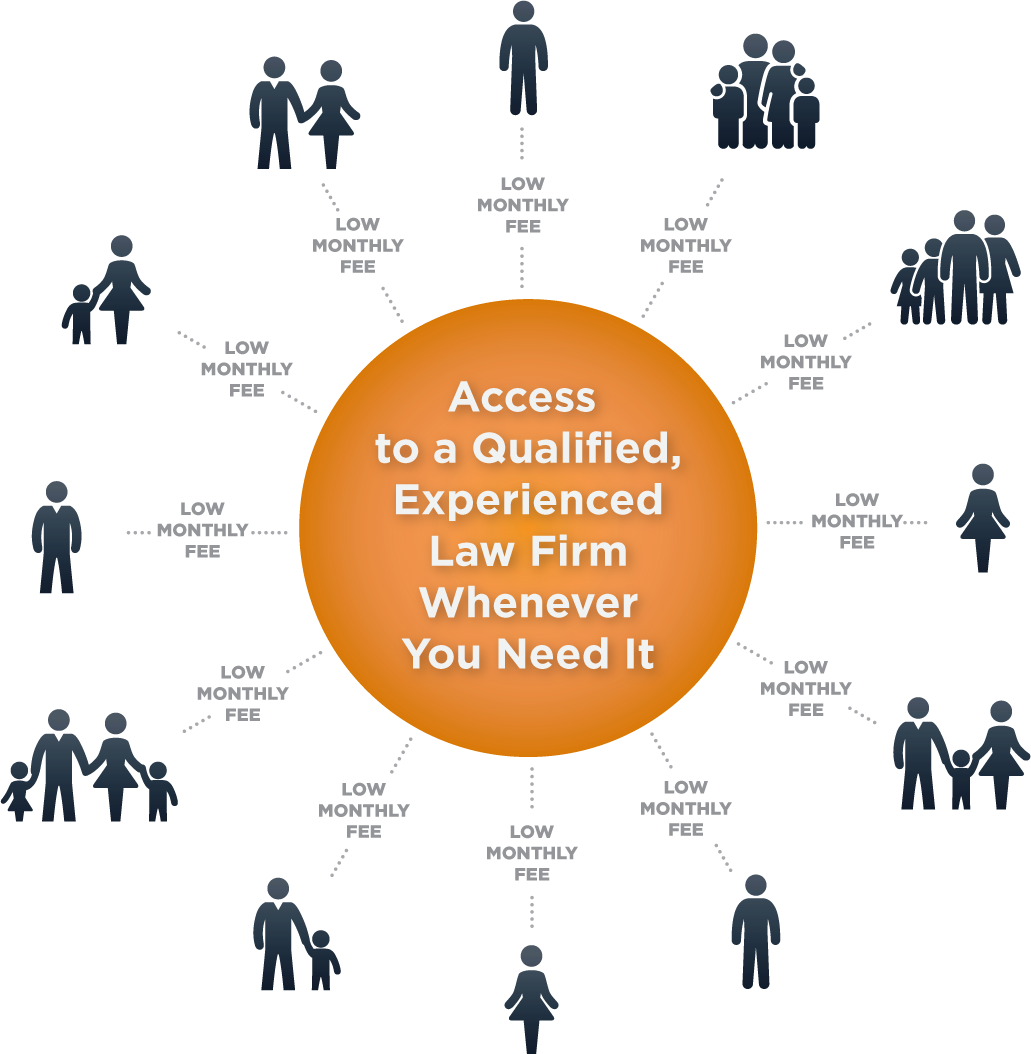 LOW
MONTHLY
FEE
LOW
MONTHLY
FEE
LOW
MONTHLY
FEE
LOW
MONTHLY
FEE
LOW
MONTHLY
FEE
Access
to a Qualified,
Experienced
Law Firm
Whenever
You Need It
LOW
MONTHLY
FEE
LOW
MONTHLY
FEE
LOW
MONTHLY
FEE
LOW
MONTHLY
FEE
LOW
MONTHLY
FEE
LOW
MONTHLY
FEE
LOW
MONTHLY
FEE